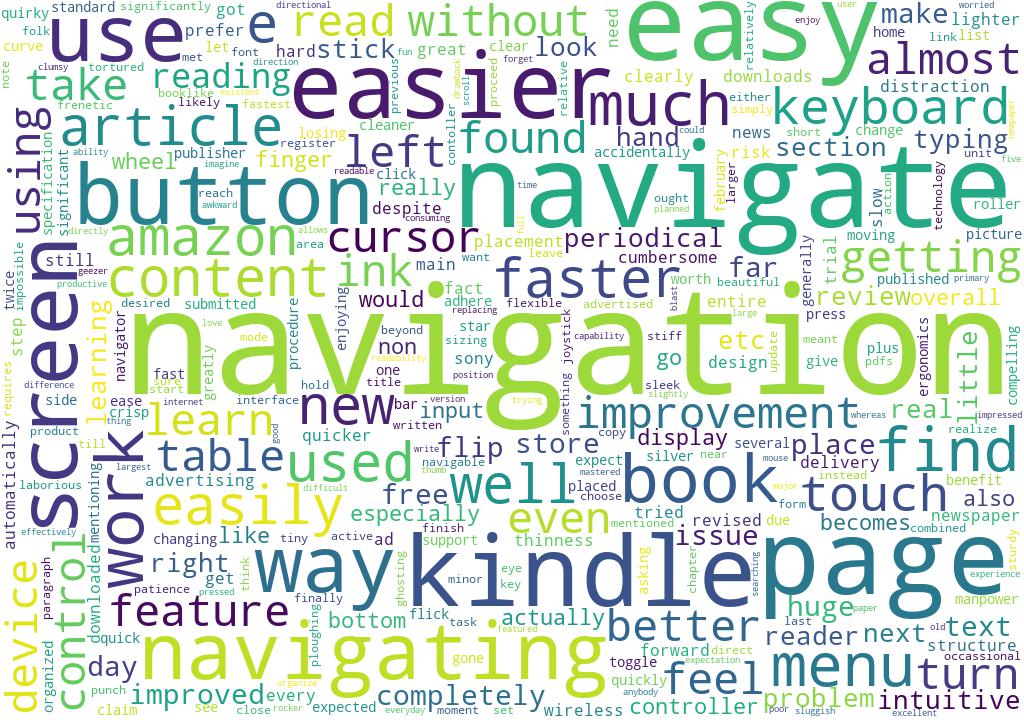 quirky standard significantly got e read without easy make lighter
folk use prefer let font hard stick look need relatively home link list user enjoy worried
curve met directional direction fun forget great clear almost
note clumsy tortured take reading easier much clearly downloads distraction
booklike existent fastest previous drawback scroll proceed relative either simply keyboard newspaper
frenetic likely cleaner losing register controller found hand could news short change typing
article left accidentally risk section unit five
using wheel publisher finger click really navigate february larger ought planned technology
ability imagine readable specification significant reach awkward button despite time consuming slow action roller
directly allows area amazon cursor placement periodical full leave cumbersome generally trial moving picture
still geezer productive main want far getting
twice impossible content ink faster worth beautiful published primary
step desired submitted would fact adhere flexible advertised blast entire press review overall
screen learning navigator love mode procedure greatly enjoying beyond non replacing star sizing capability large meant ergonomics compelling
navigation
requires difference side ease fast sure start internet interface readability one title sony position joystick stiff go etc design update plus pdfs give little
crisp hold version trying something sleek slightly
automatically product thing till learn good quicker new bar written input improvement whereas real impressed realize
laborious largest table used write flip store copy display several place find
mentioning advertising difficult navigable thumb expect mastered silver near mouse delivery instead benefit
paragraph easily free well placed choose book form touch also
effectively work changing like tiny especially even tried mentioned revised due becomes combined newspaper
control downloaded active ad finish support thinness issue sturdy
device right way kindle page experience
patience get pressed think finally ghosting minor eye key asking chapter searching manpower
organized feature flick task actually better huge paper last old text
quick ploughing bottom featured forward direct reader next structure
day navigating gone expectation toggle quickly feel menu turn occassional
punch organize completely anybody problem
claim improved see every close rocker expected everyday moment set wireless controller poor sluggish intuitive excellent
major